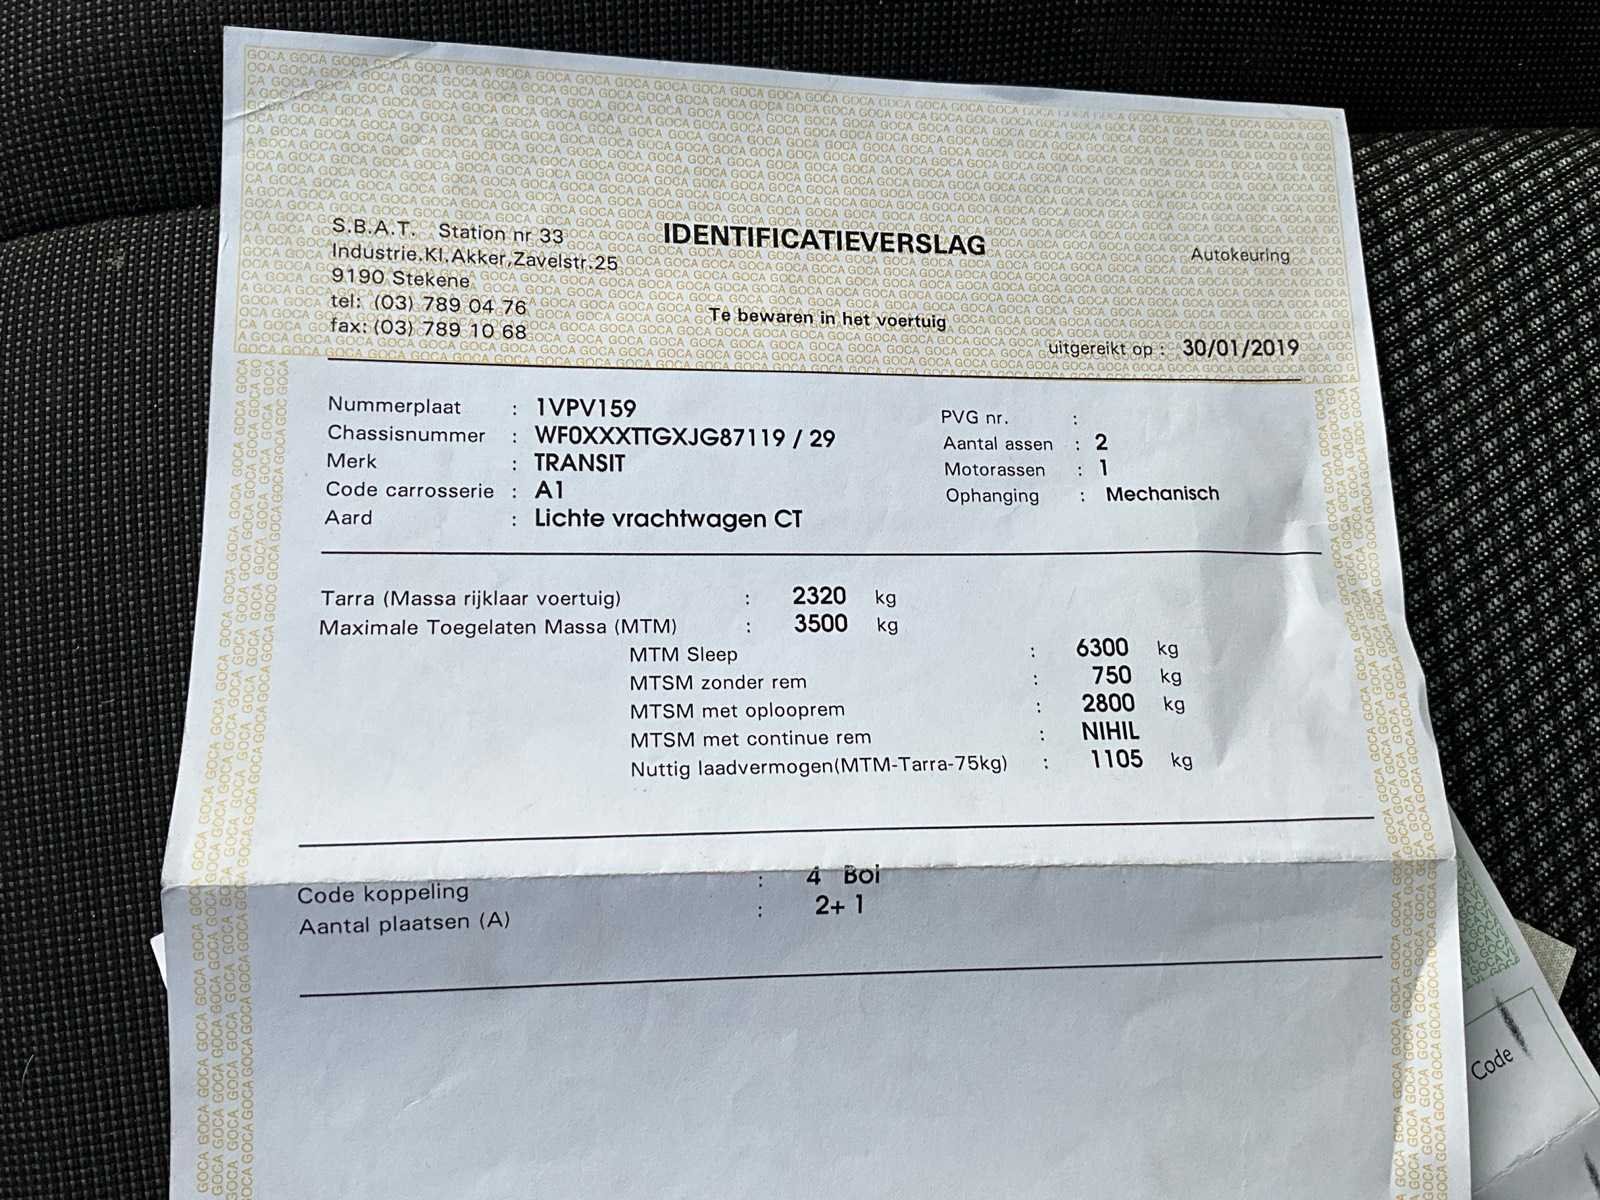 S.B.A.T. Station nr 33
Industrie.Kl.Akker,Zavelstr.25
9190 Stekene
tel: (03) 789 04 76
fax: (03) 789 10 68
IDENTIFICATIEVERSLAG
Te bewaren in het voertuig
Autokeuring
uitgereikt op : 30/01/2019
Nummerplaat : 1VPV159
Chassisnummer : WF0XXXTTGXJG87119 / 29
Merk : TRANSIT
Code carrosserie : A1
Aard : Lichte vrachtwagen CT
PVG nr. :
Aantal assen : 2
Motorassen : 1
Ophanging : Mechanisch
Tarra (Massa rijklaar voertuig) : 2320 kg
Maximale Toegelaten Massa (MTM) : 3500 kg
MTM Sleep : 6300 kg
MTSM zonder rem : 750 kg
MTSM met oplooprem : 2800 kg
MTSM met continue rem : NIHIL
Nuttig laadvermogen(MTM-Tarra-75kg) : 1105 kg
Code koppeling : 4 Bol
Aantal plaatsen (A) : 2+ 1
Code